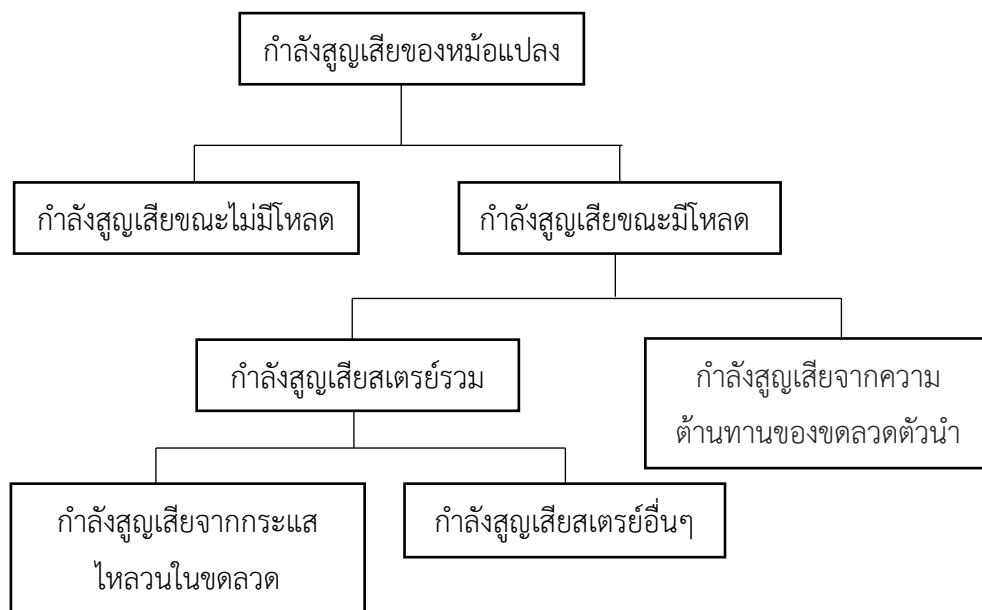 กำลังสูญเสียของหม้อแปลง
กำลังสูญเสียขณะไม่มีโหลด
กำลังสูญเสียขณะมีโหลด
กำลังสูญเสียสเตรย์รวม
กำลังสูญเสียจากความ
ต้านทานของขดลวดตัวนำ
กำลังสูญเสียจากกระแส
ไหลวนในขดลวด
กำลังสูญเสียสเตรย์อื่นๆ